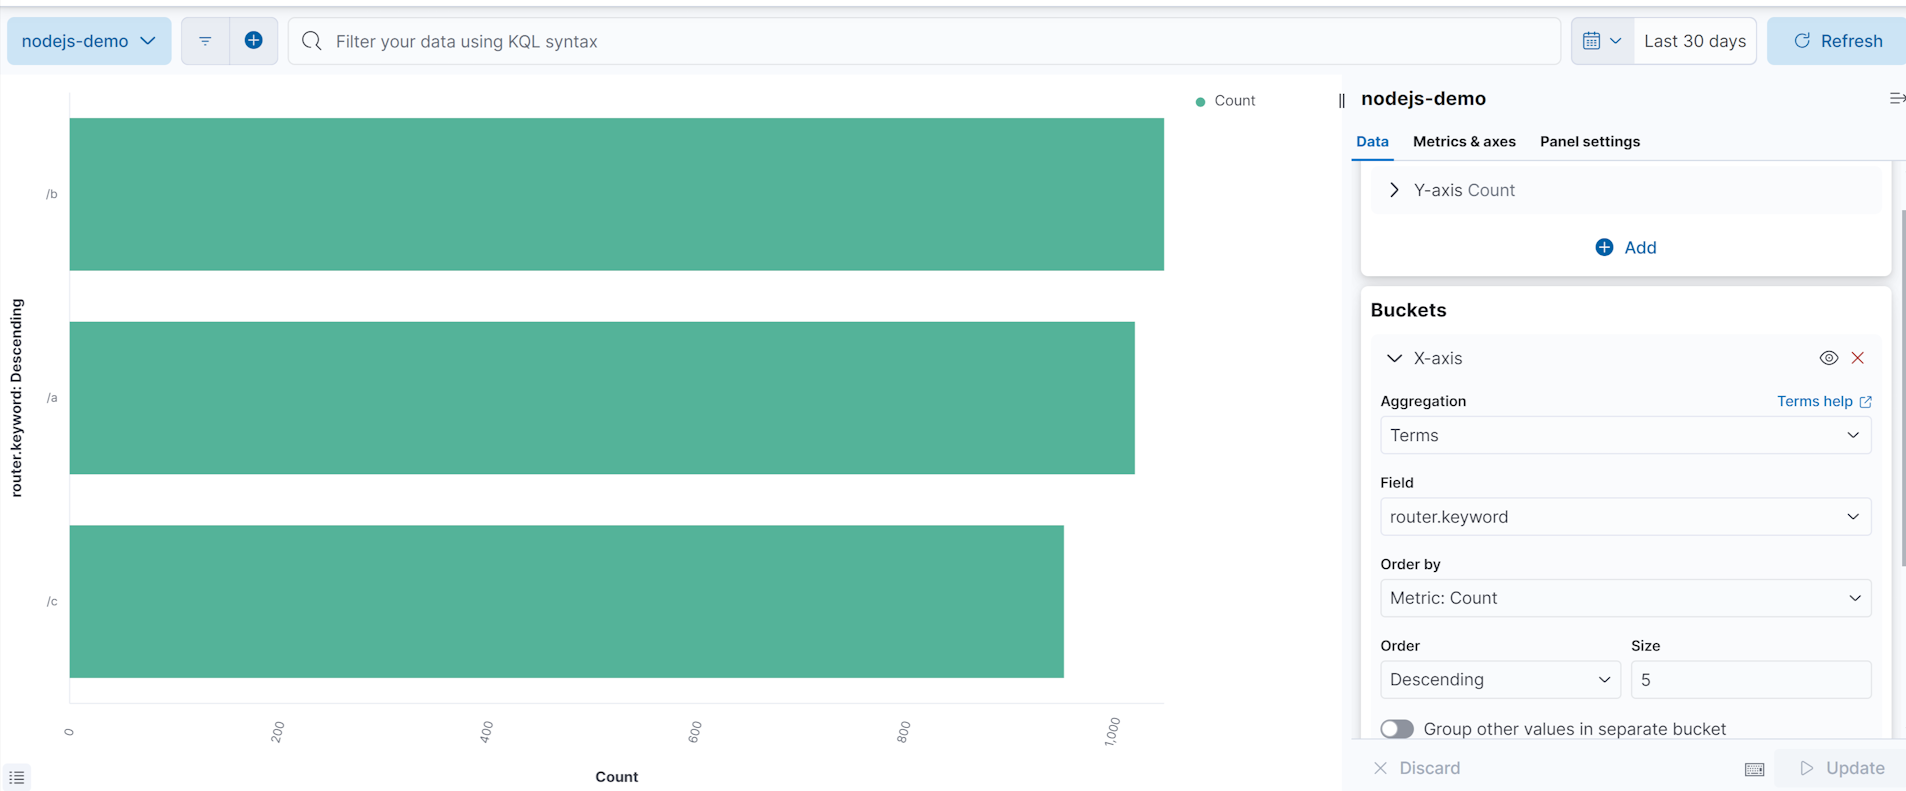 nodejs-demo
Filter your data using KQL syntax
Last 30 days
Refresh
Count
/b
/a
/c
router.keyword: Descending
0
200
400
600
800
1,000
Count
nodejs-demo
Data
Metrics & axes
Panel settings
Y-axis Count
Add
Buckets
X-axis
Aggregation
Terms help
Terms
Field
router.keyword
Order by
Metric: Count
Order
Size
Descending
5
Group other values in separate bucket
Discard
Update